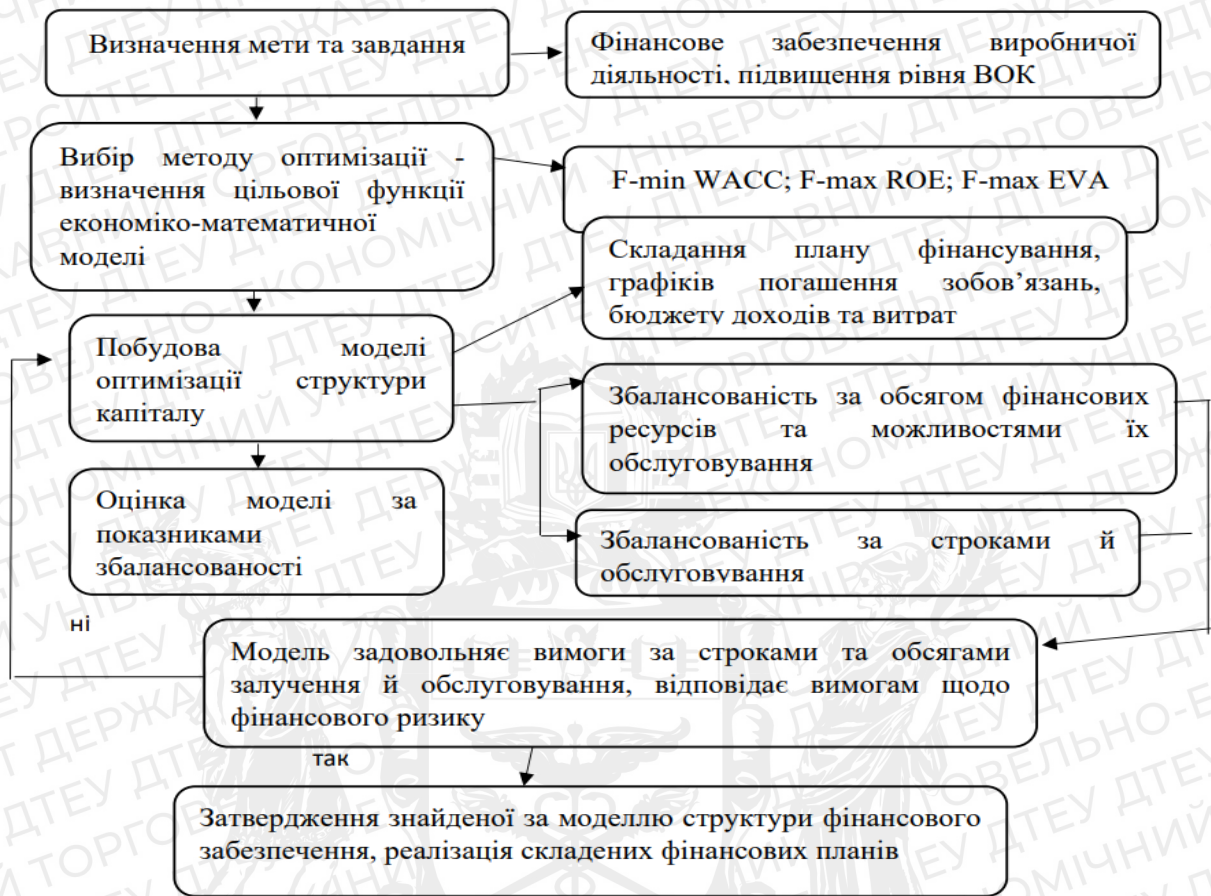 Визначення мети та завдання
Фінансове забезпечення виробничої
діяльності, підвищення рівня ВОК
Вибір методу оптимізації -
визначення цільової функції
економіко-математичної
моделі
F-min WACC; F-max ROE; F-max EVA
Складання плану фінансування,
графіків погашення зобов’язань,
бюджету доходів та витрат
Побудова моделі
оптимізації структури
капіталу
Збалансованість за обсягом фінансових
ресурсів та можливостями їх
обслуговування
Оцінка моделі за
показниками
збалансованості
Збалансованість за строками й
обслуговування
ні
Модель задовольняє вимоги за строками та обсягами
залучення й обслуговування, відповідає вимогам щодо
фінансового ризику
так
Затвердження знайденої за моделлю структури фінансового
забезпечення, реалізація складених фінансових планів